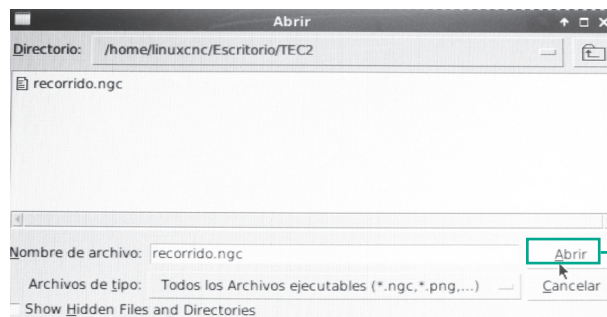 Abrir
Directorio: /home/linuxcnc/Escritorio/TEC2
recorrido.ngc
Nombre de archivo: recorrido.ngc Abrir
Archivos de tipo: Todos los Archivos ejecutables (*.ngc,*.png,...) Cancelar
Show Hidden Files and Directories